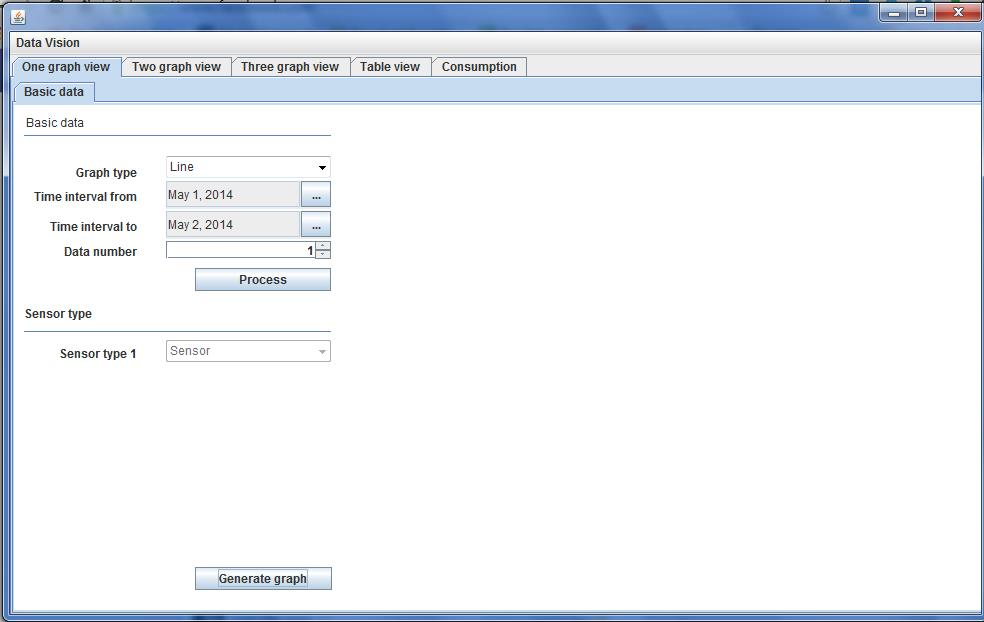 Data Vision
One graph view Two graph view Three graph view Table view Consumption
Basic data
Basic data
Graph type Line
Time interval from May 1, 2014 ...
Time interval to May 2, 2014 ...
Data number 1
Process
Sensor type
Sensor type 1 Sensor
Generate graph